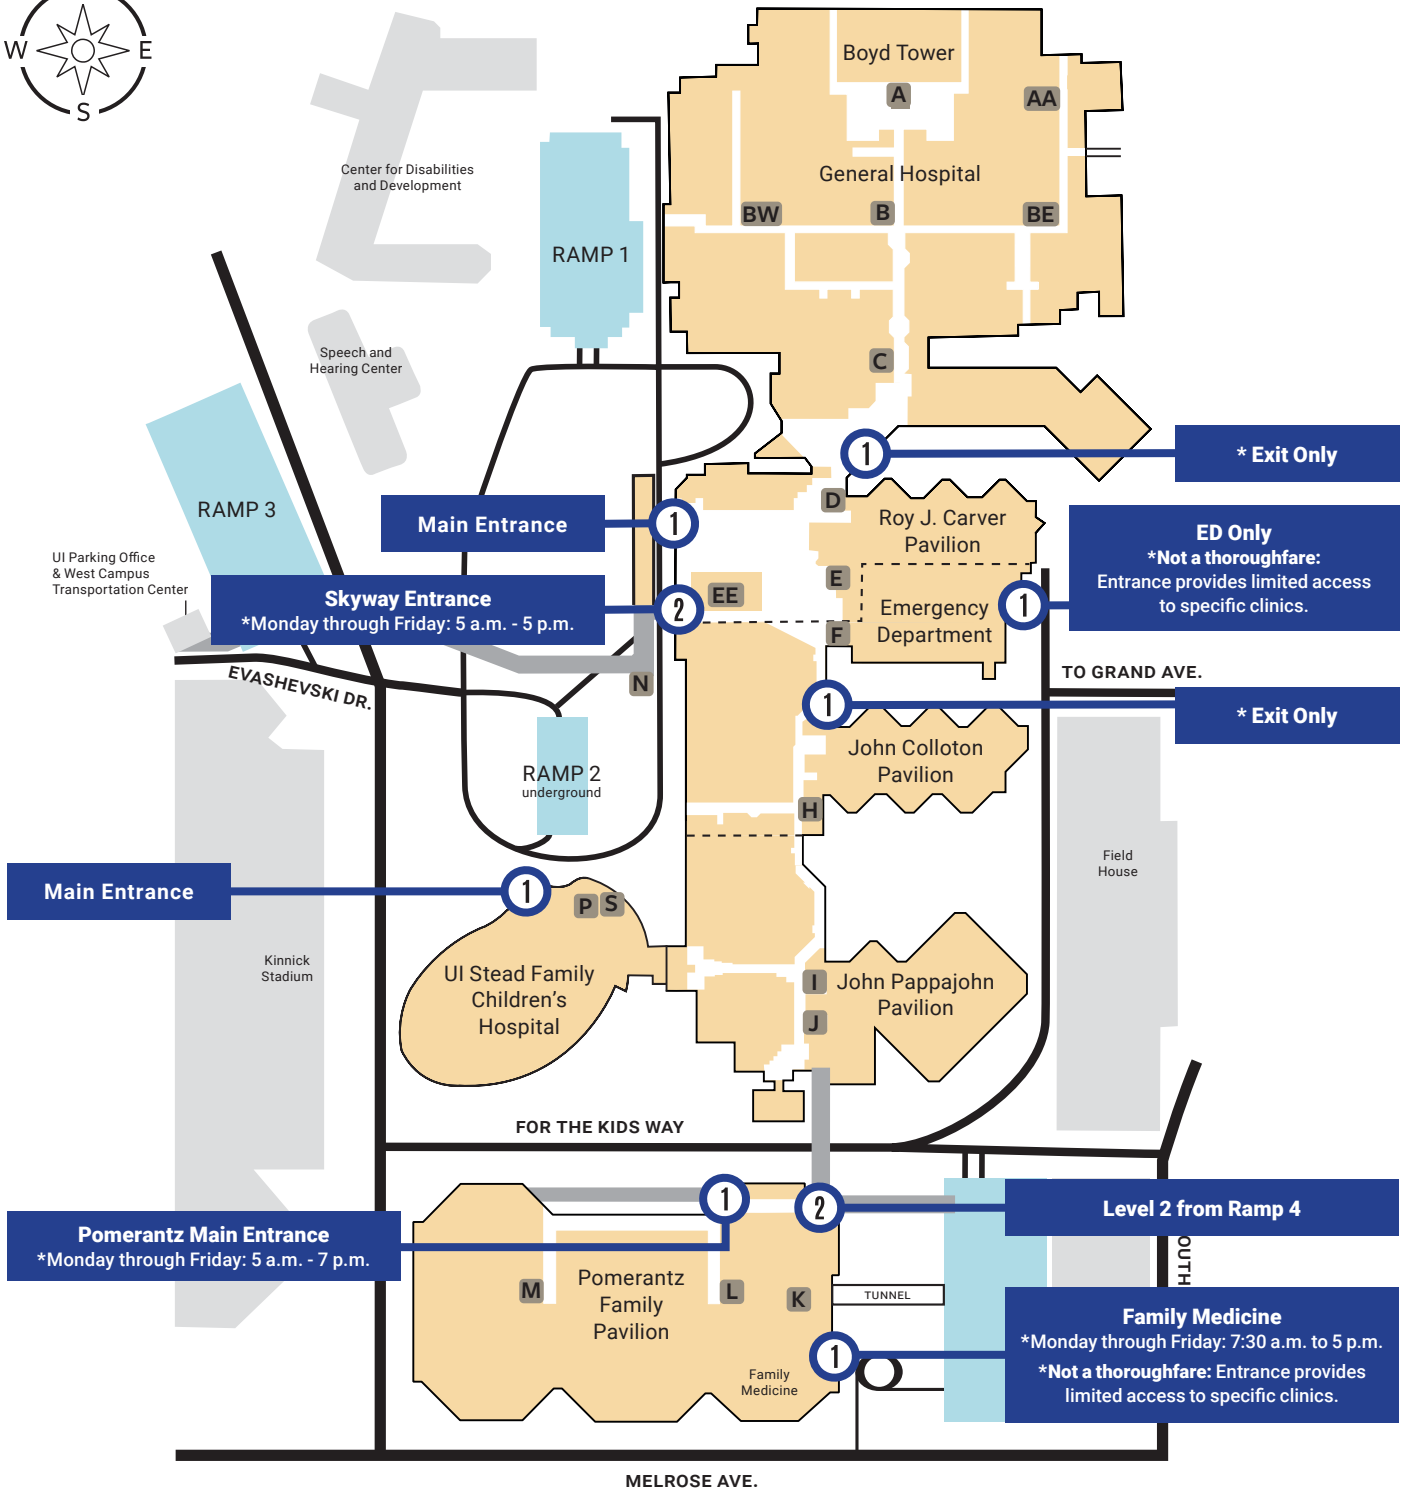 W
E
S
Boyd Tower
A
AA
Center for Disabilities
and Development
General Hospital
BW
B
BE
RAMP 1
Speech and
Hearing Center
C
* Exit Only
RAMP 3
Main Entrance
1
1
D
Roy J. Carver
Pavilion
ED Only
*Not a thoroughfare:
Entrance provides limited access
to specific clinics.
UI Parking Office
& West Campus
Transportation Center
Skyway Entrance
*Monday through Friday: 5 a.m. - 5 p.m.
2
EE
E
Emergency
Department
1
F
EVASHEVSKI DR.
N
TO GRAND AVE.
1
* Exit Only
John Colloton
Pavilion
RAMP 2
underground
H
Field
House
Main Entrance
1
P
S
Kinnick
Stadium
UI Stead Family
Children's
Hospital
I
John Pappajohn
Pavilion
J
FOR THE KIDS WAY
1
2
Level 2 from Ramp 4
Pomerantz Main Entrance
*Monday through Friday: 5 a.m. - 7 p.m.
OUTH
M
Pomerantz
Family
Pavilion
L
K
TUNNEL
Family Medicine
*Monday through Friday: 7:30 a.m. to 5 p.m.
*Not a thoroughfare: Entrance provides
limited access to specific clinics.
1
Family
Medicine
MELROSE AVE.